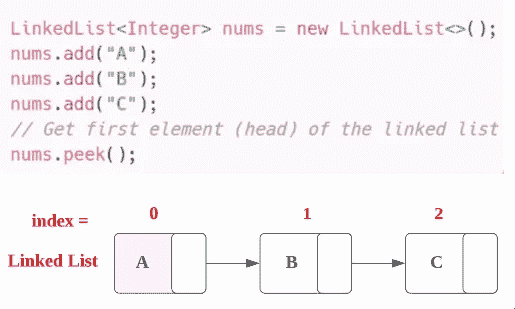 LinkedList<Integer> nums = new LinkedList<>();
nums.add("A");
nums.add("B");
nums.add("C");
// Get first element (head) of the linked list
nums.peek();
index = 0 1 2
Linked List A B C